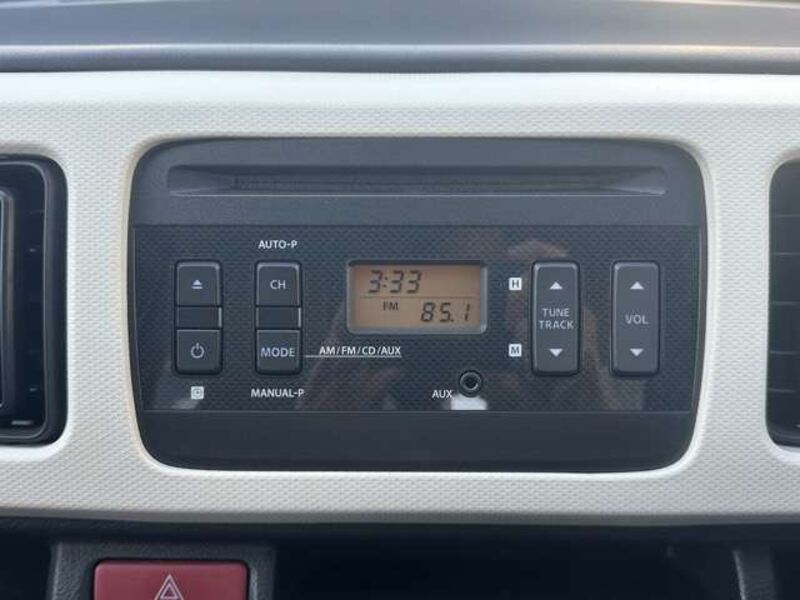 AUTO-P
CH
MODE
AM/FM/CD/AUX
MANUAL-P
3:33
FM
85.1
AUX
H
M
TUNE
TRACK
VOL